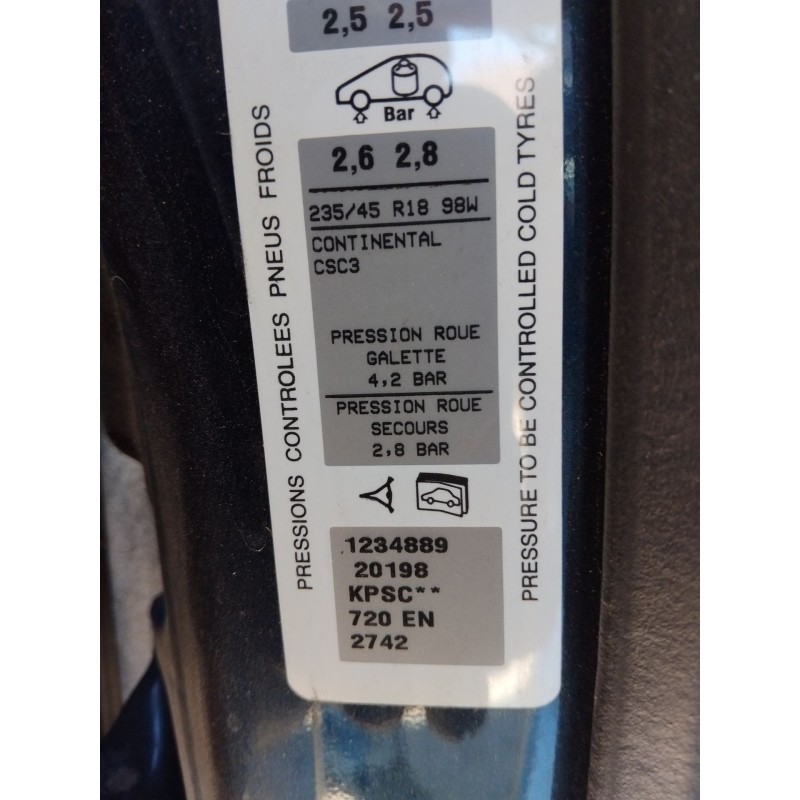 2,5 2,5
Bar
2,6 2,8
235/45 R18 98W
CONTINENTAL
CSC3
PRESSION ROUE
GALETTE
4,2 BAR
PRESSION ROUE
SECOURS
2,8 BAR
1234889
20198
KPSC**
720 EN
2742
PRESSIONS CONTROLEES PNEUS FROIDS
PRESSURE TO BE CONTROLLED COLD TYRES